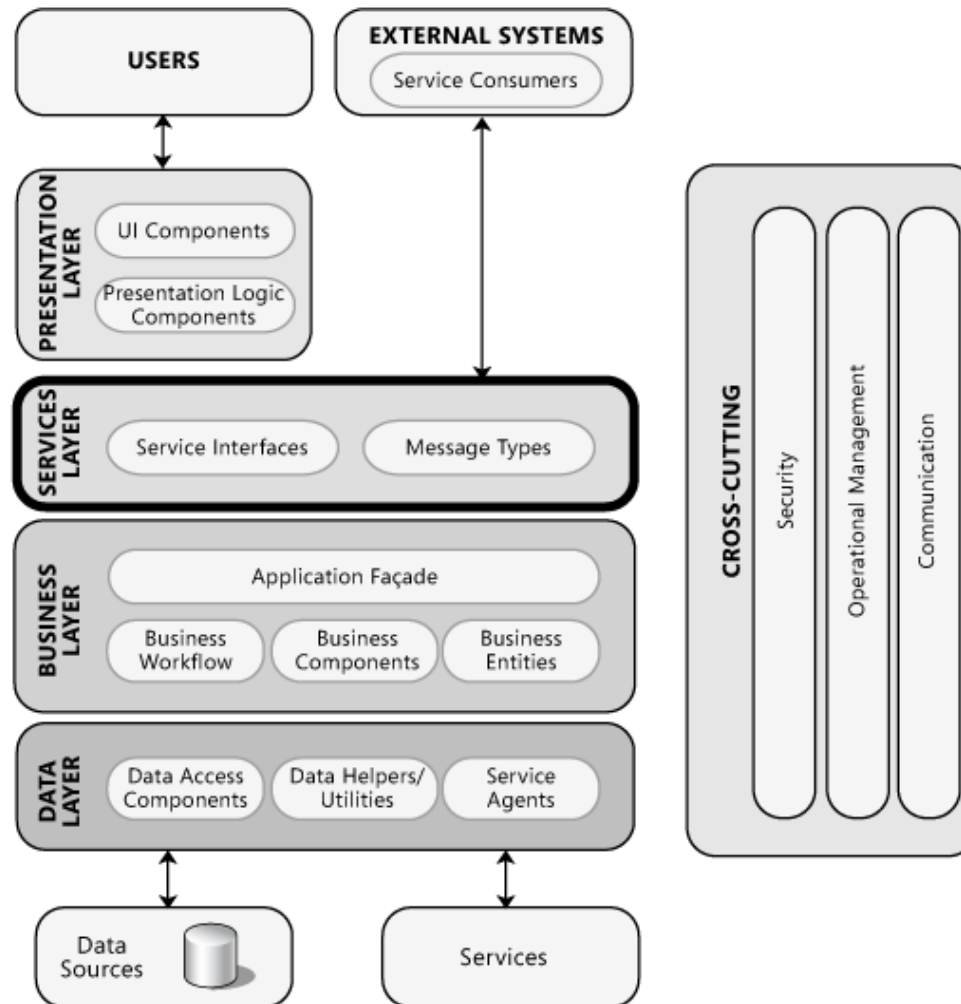 USERS
EXTERNAL SYSTEMS
Service Consumers
PRESENTATION
LAYER
UI Components
Presentation Logic
Components
SERVICES
LAYER
Service Interfaces
Message Types
BUSINESS
LAYER
Application Façade
Business
Workflow
Business
Components
Business
Entities
DATA
LAYER
Data Access
Components
Data Helpers/
Utilities
Service
Agents
Data
Sources
Services
CROSS-CUTTING
Security
Operational Management
Communication